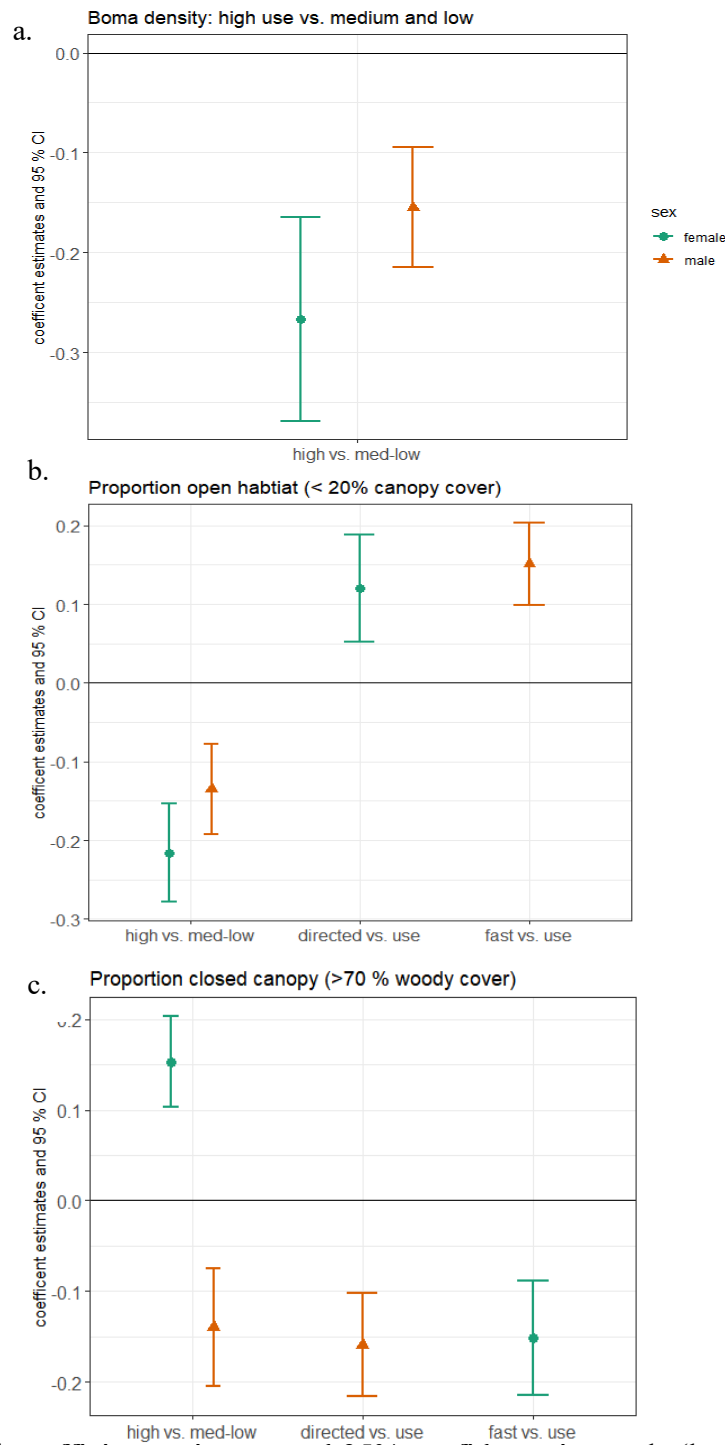 a.
Boma density: high use vs. medium and low
coefficent estimates and 95 % CI
0.0
-0.1
-0.2
-0.3
high vs. med-low
sex
female
male
b.
Proportion open habtiat (< 20% canopy cover)
coefficent estimates and 95 % CI
0.2
0.1
0.0
-0.1
-0.2
-0.3
high vs. med-low directed vs. use fast vs. use
c.
Proportion closed canopy (>70 % woody cover)
coefficent estimates and 95 % CI
0.2
0.1
0.0
-0.1
-0.2
high vs. med-low directed vs. use fast vs. use